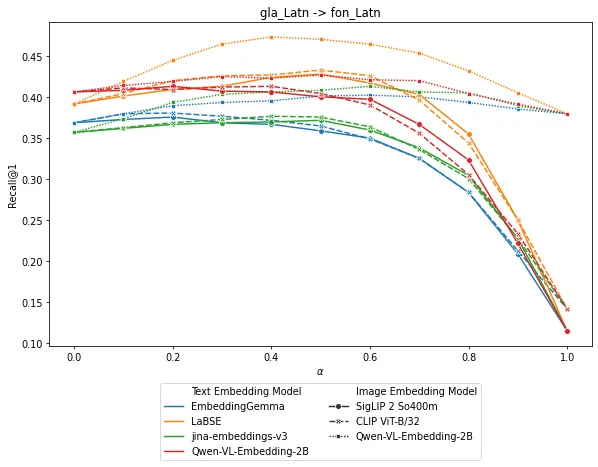 gla_Latn -> fon_Latn
Recall@1
0.45
0.40
0.35
0.30
0.25
0.20
0.15
0.10
0.0 0.2 0.4 0.6 0.8 1.0
α
Text Embedding Model
EmbeddingGemma
LaBSE
jina-embeddings-v3
Qwen-VL-Embedding-2B
Image Embedding Model
SigLIP 2 So400m
CLIP ViT-B/32
Qwen-VL-Embedding-2B